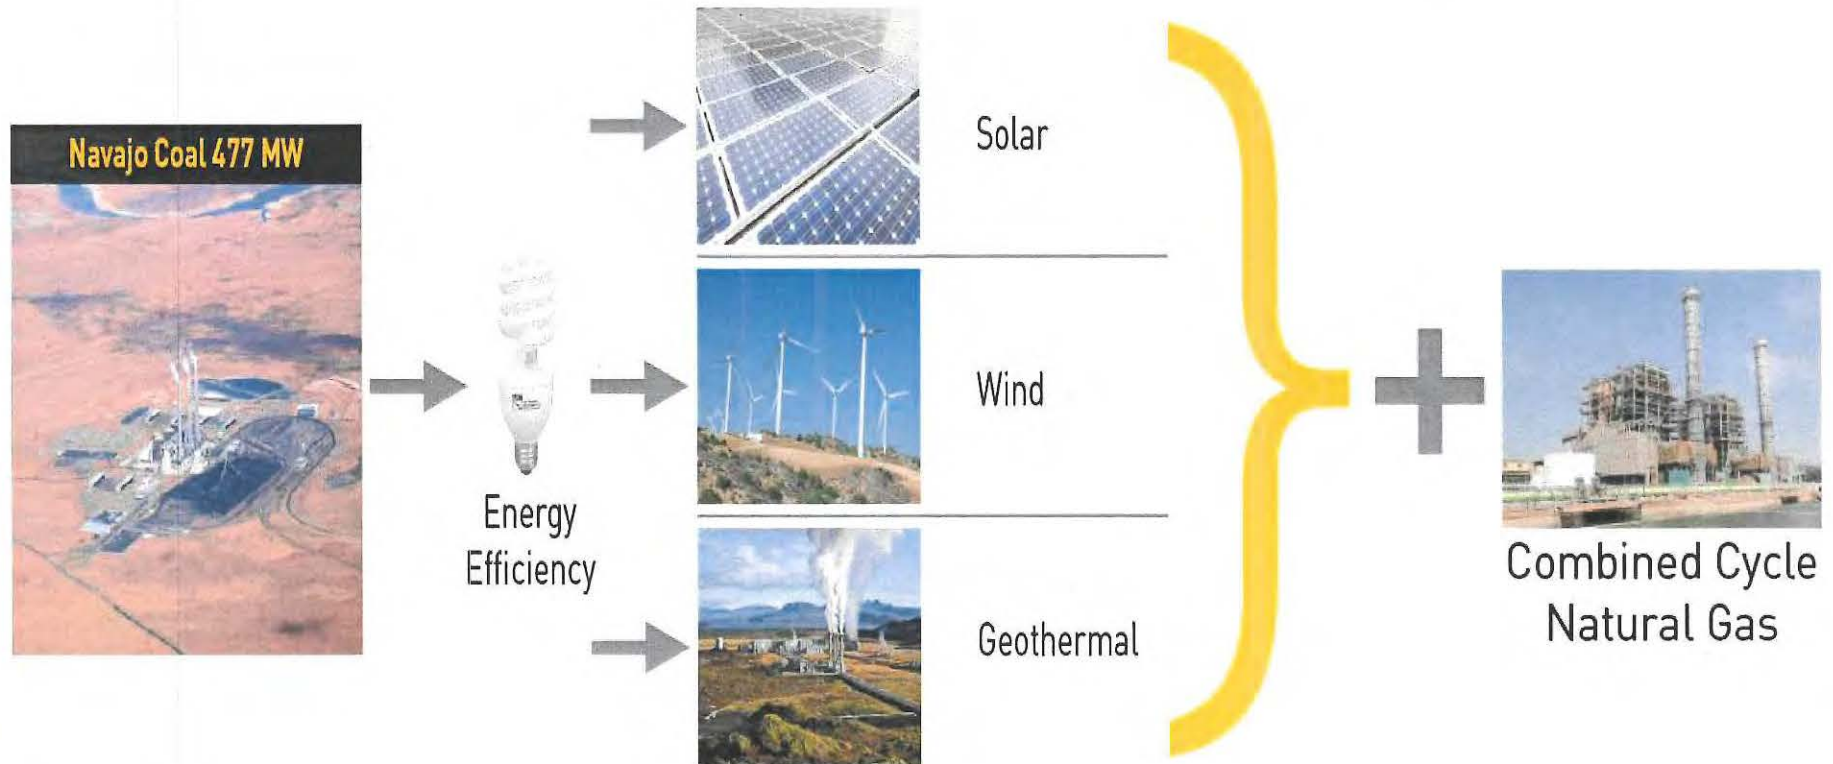 Navajo Coal 477 MW
Energy
Efficiency
Solar
Wind
Geothermal
Combined Cycle
Natural Gas